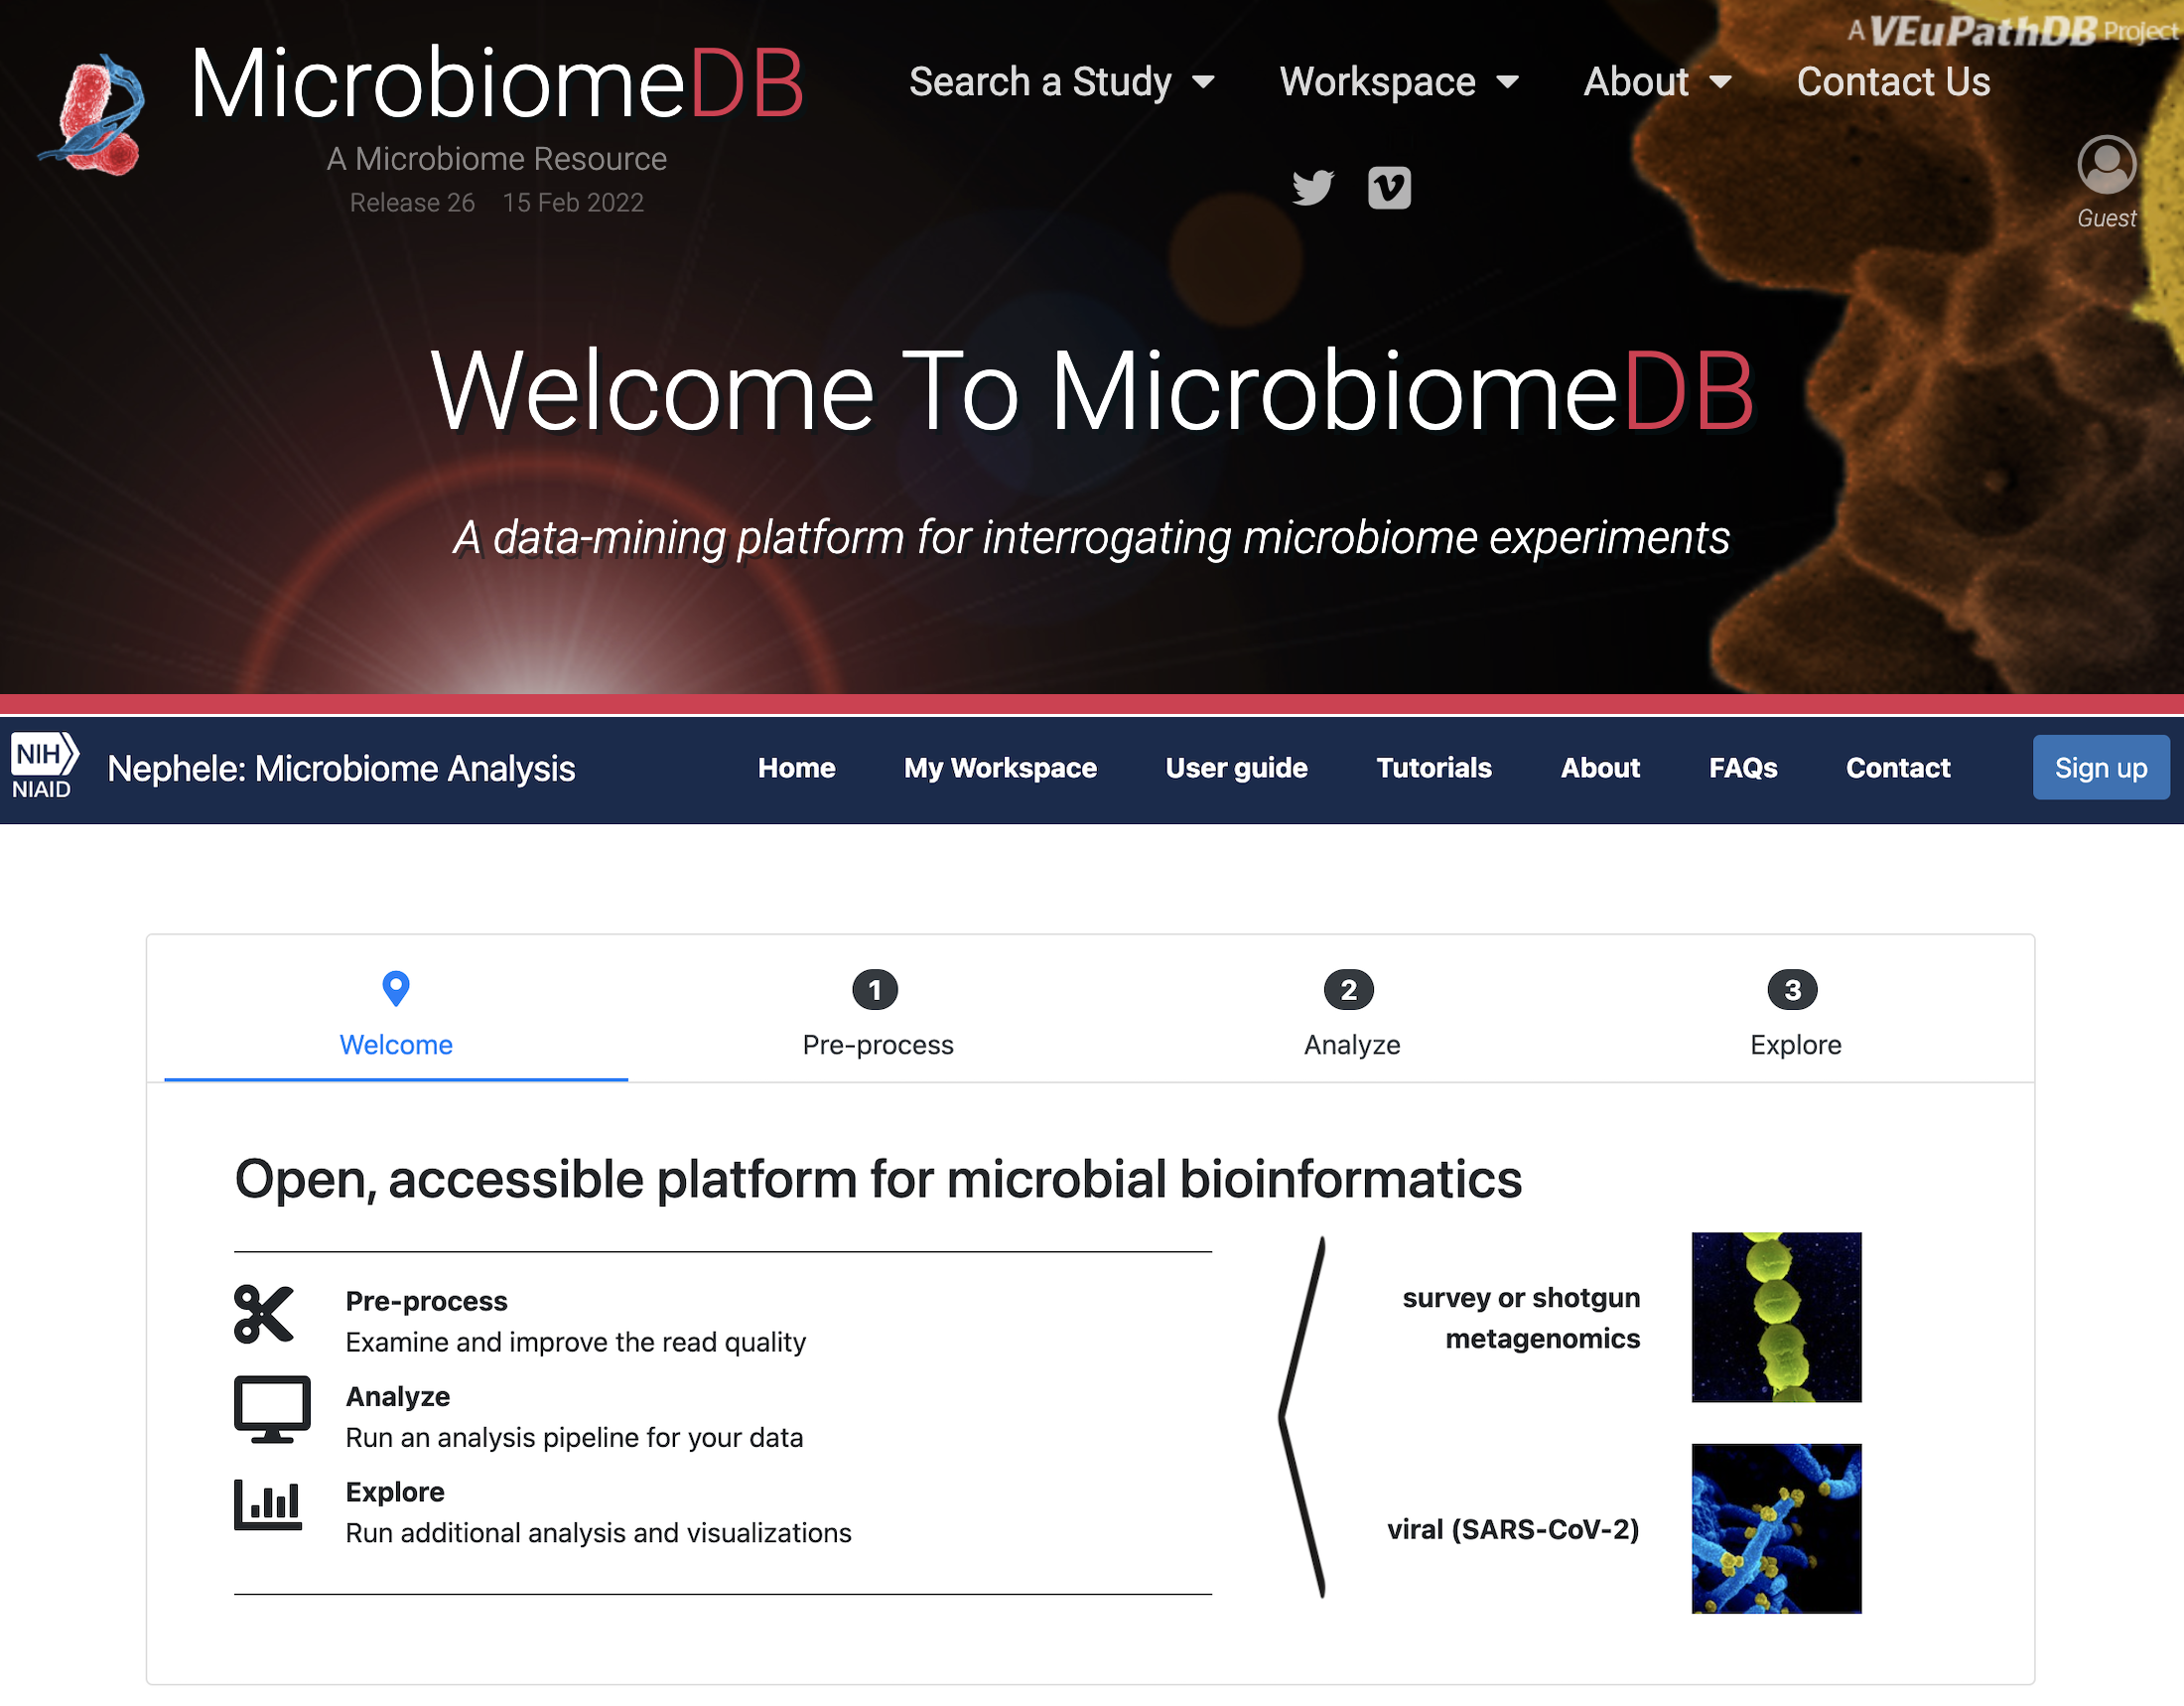 A VEuPathDB Project
MicrobiomeDB
Search a Study Workspace About Contact Us
A Microbiome Resource
Release 26 15 Feb 2022
Guest
Welcome To MicrobiomeDB
A data-mining platform for interrogating microbiome experiments
NIH
NIAID
Nephele: Microbiome Analysis
Home My Workspace User guide Tutorials About FAQs Contact Sign up
1 2 3
Welcome Pre-process Analyze Explore
Open, accessible platform for microbial bioinformatics
Pre-process
Examine and improve the read quality
Analyze
Run an analysis pipeline for your data
Explore
Run additional analysis and visualizations
survey or shotgun
metagenomics
viral (SARS-CoV-2)